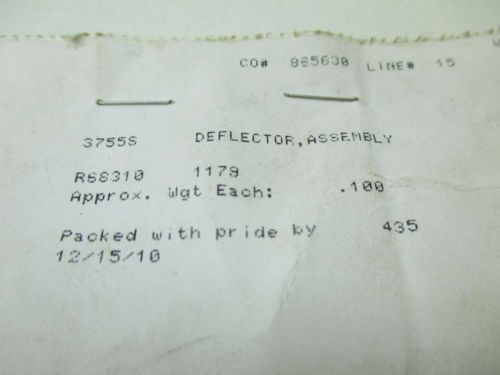 CO# 865630 LINE# 15
3755S DEFLECTOR,ASSEMBLY
R68310 1179
Approx. Wgt Each: .100
Packed with pride by 435
12/15/10